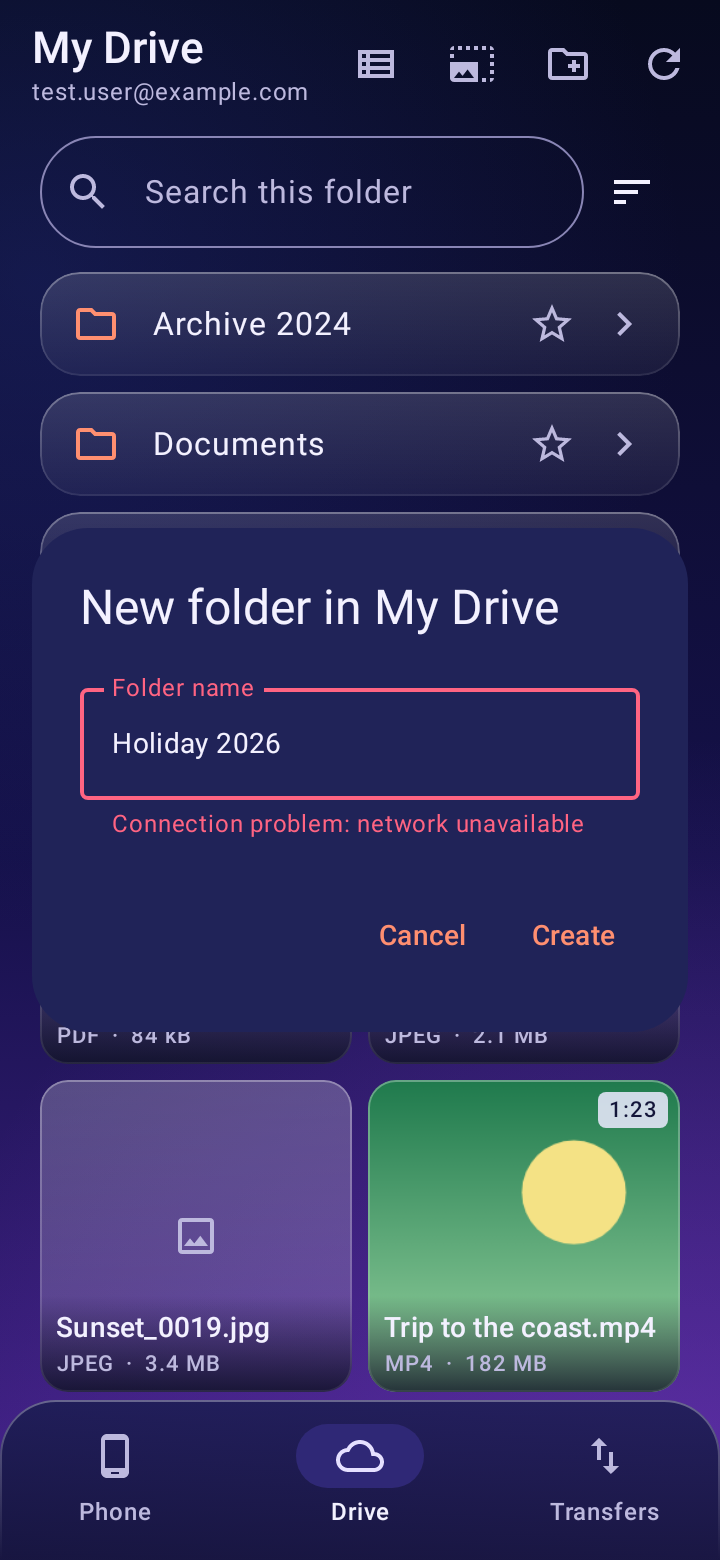 My Drive
test.user@example.com
Search this folder
Archive 2024
Documents
New folder in My Drive
Folder name
Holiday 2026
Connection problem: network unavailable
Cancel
Create
PDF · 84 kB
JPEG · 2.1 MB
1:23
Sunset_0019.jpg
JPEG · 3.4 MB
Trip to the coast.mp4
MP4 · 182 MB
Phone
Drive
Transfers